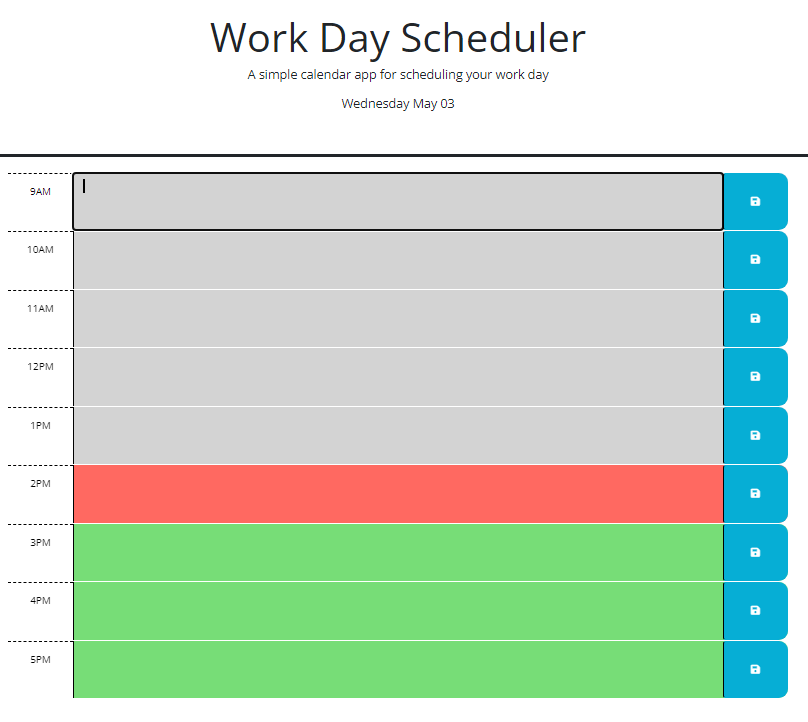 Work Day Scheduler
A simple calendar app for scheduling your work day
Wednesday May 03
9AM
10AM
11AM
12PM
1PM
2PM
3PM
4PM
5PM